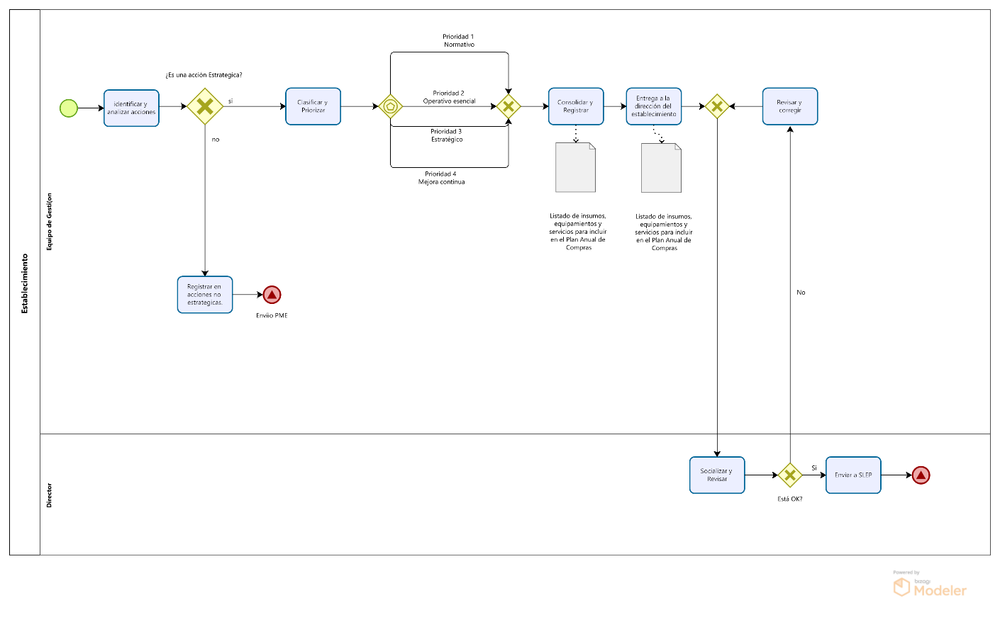 Establecimiento
Equipo de Gesti{on
Director
identificar y
analizar acciones
¿Es una acción Estrategica?
si
no
Registrar en
acciones no
estrategicas.
Envíio PME
Clasificar y
Priorizar
Prioridad 1
Normativo
Prioridad 2
Operativo esencial
Prioridad 3
Estratégico
Prioridad 4
Mejora continua
Consolidar y
Registrar
Entrega a la
dirección del
establecimiento
Revisar y
corregir
Listado de insumos,
equipamientos y
servicios para incluir
en el Plan Anual de
Compras
Listado de insumos,
equipamientos y
servicios para incluir
en el Plan Anual de
Compras
No
Socializar y
Revisar
Está OK?
Si
Enviar a SLEP
Powered by
bizagi
Modeler